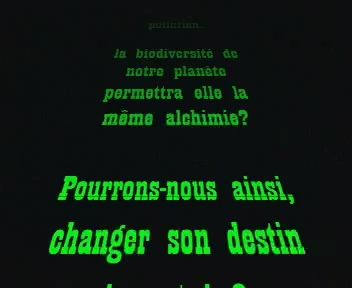 la biodiversité de
notre planète
permettra elle la
même alchimie?
Pourrons-nous ainsi,
changer son destin